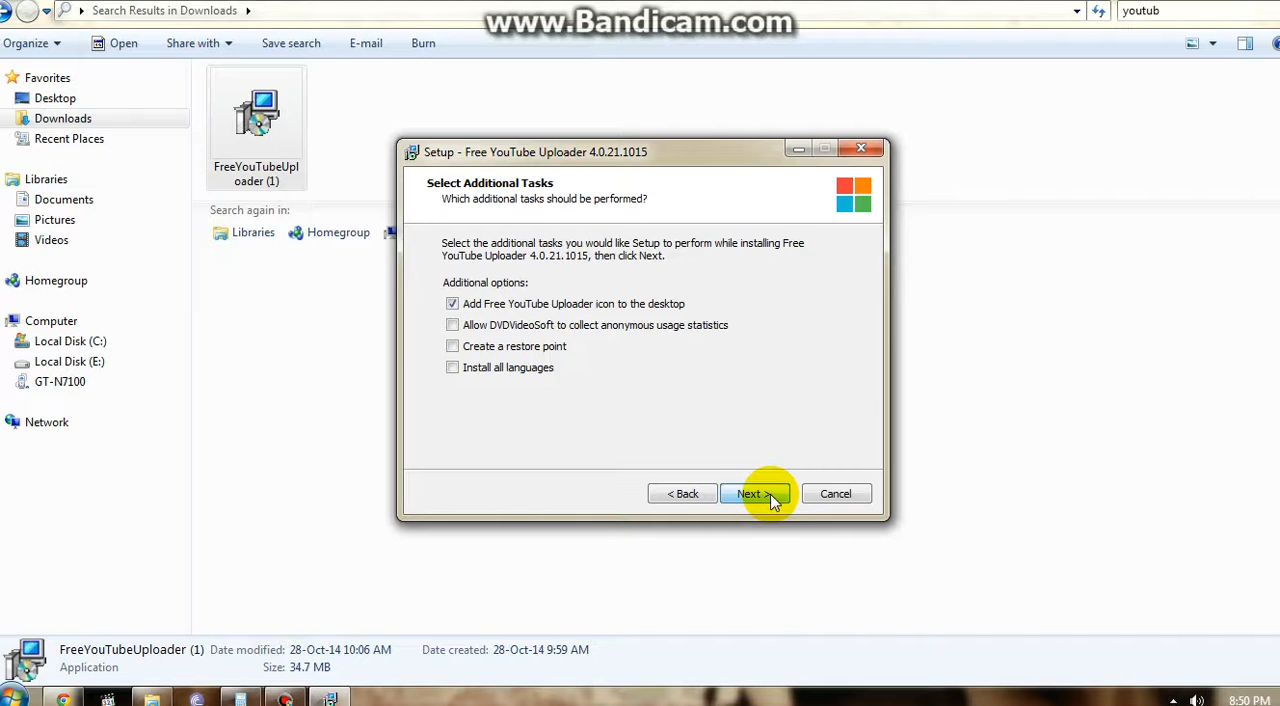 Search Results in Downloads
www.Bandicam.com
youtub
Organize
Open
Share with
Save search
E-mail
Burn
Favorites
Desktop
Downloads
Recent Places
Libraries
Documents
Pictures
Videos
Homegroup
Computer
Local Disk (C:)
Local Disk (E:)
GT-N7100
Network
FreeYouTubeUpl
oader (1)
Search again in:
Libraries
Homegroup
Setup - Free YouTube Uploader 4.0.21.1015
Select Additional Tasks
Which additional tasks should be performed?
Select the additional tasks you would like Setup to perform while installing Free
YouTube Uploader 4.0.21.1015, then click Next.
Additional options:
Add Free YouTube Uploader icon to the desktop
Allow DVDVideoSoft to collect anonymous usage statistics
Create a restore point
Install all languages
< Back
Next >
Cancel
FreeYouTubeUploader (1) Date modified: 28-Oct-14 10:06 AM Date created: 28-Oct-14 9:59 AM
Application Size: 34.7 MB
8:50 PM